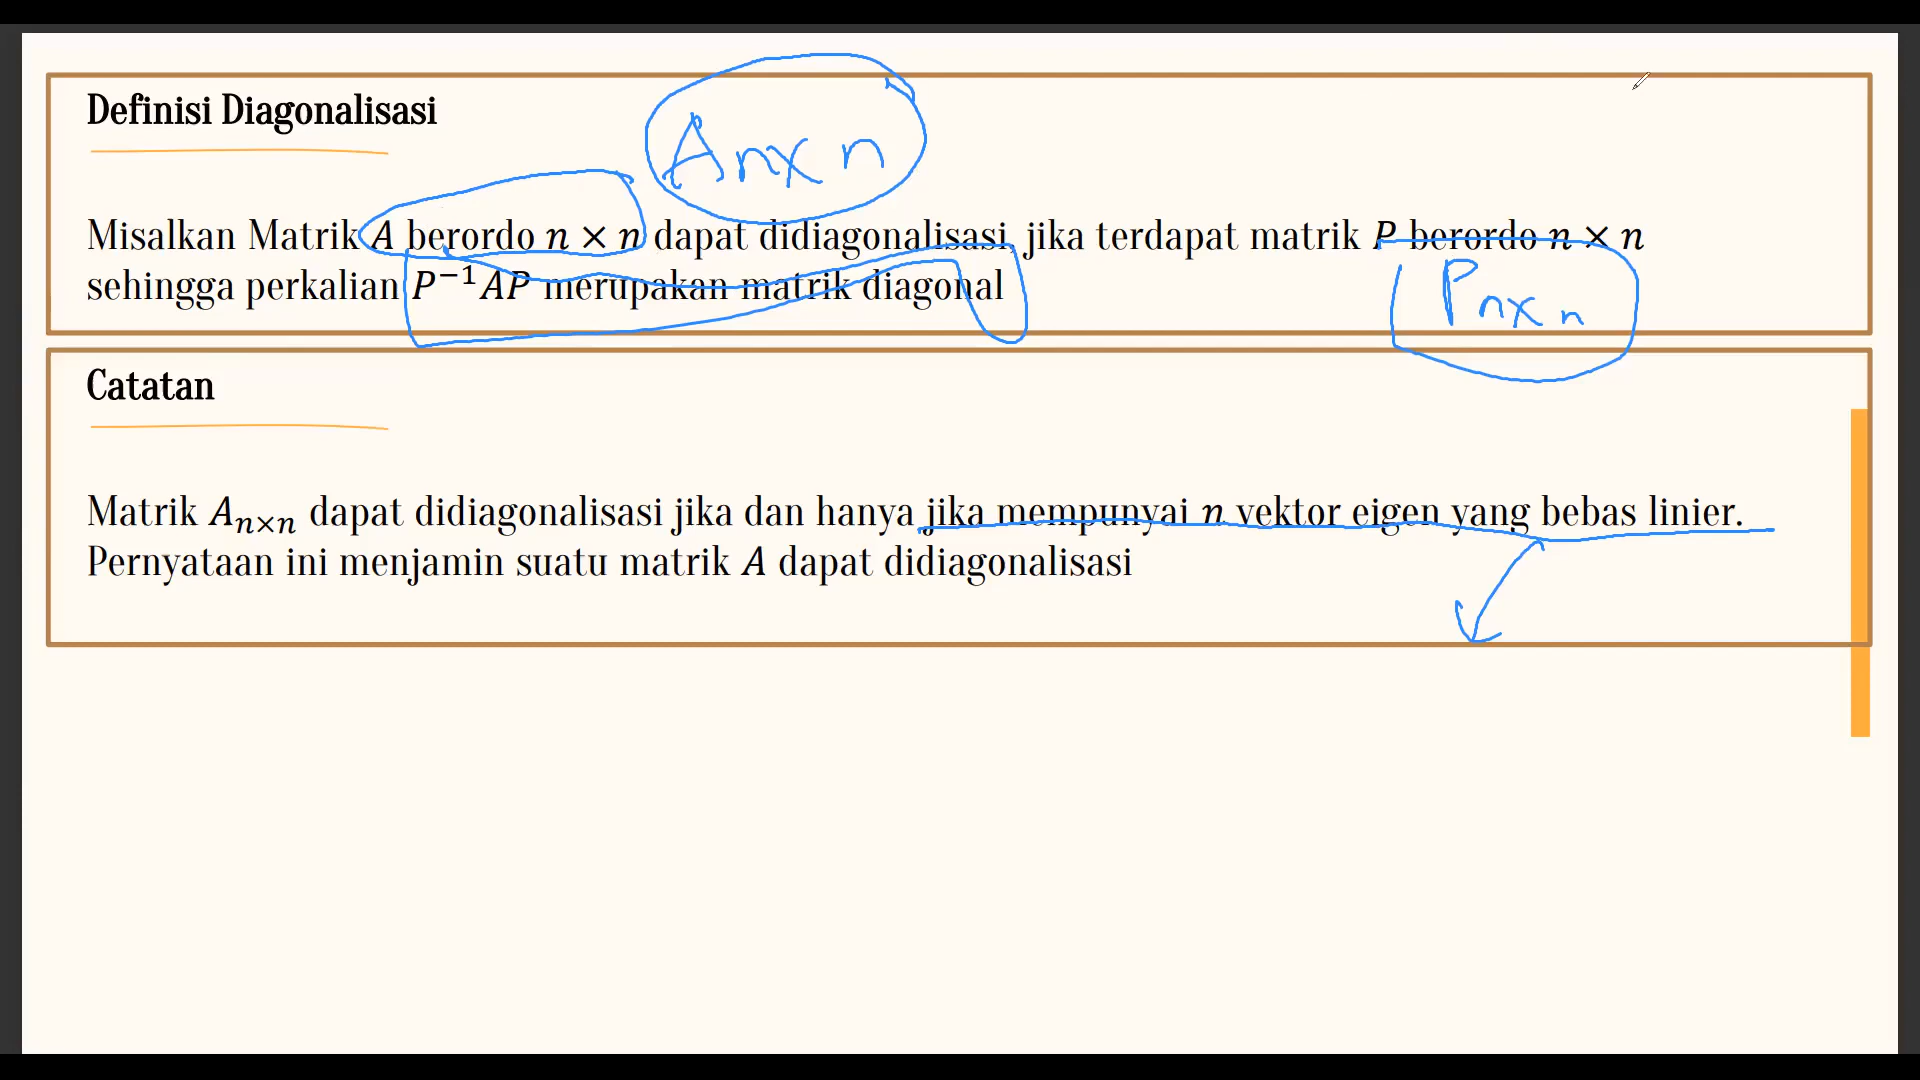 Definisi Diagonalisasi
A n x n
Misalkan Matrik A berordo n × n dapat didiagonalisasi, jika terdapat matrik P berordo n × n
sehingga perkalian P⁻¹AP merupakan matrik diagonal
P n x n
Catatan
Matrik Aₙₓₙ dapat didiagonalisasi jika dan hanya jika mempunyai n vektor eigen yang bebas linier.
Pernyataan ini menjamin suatu matrik A dapat didiagonalisasi